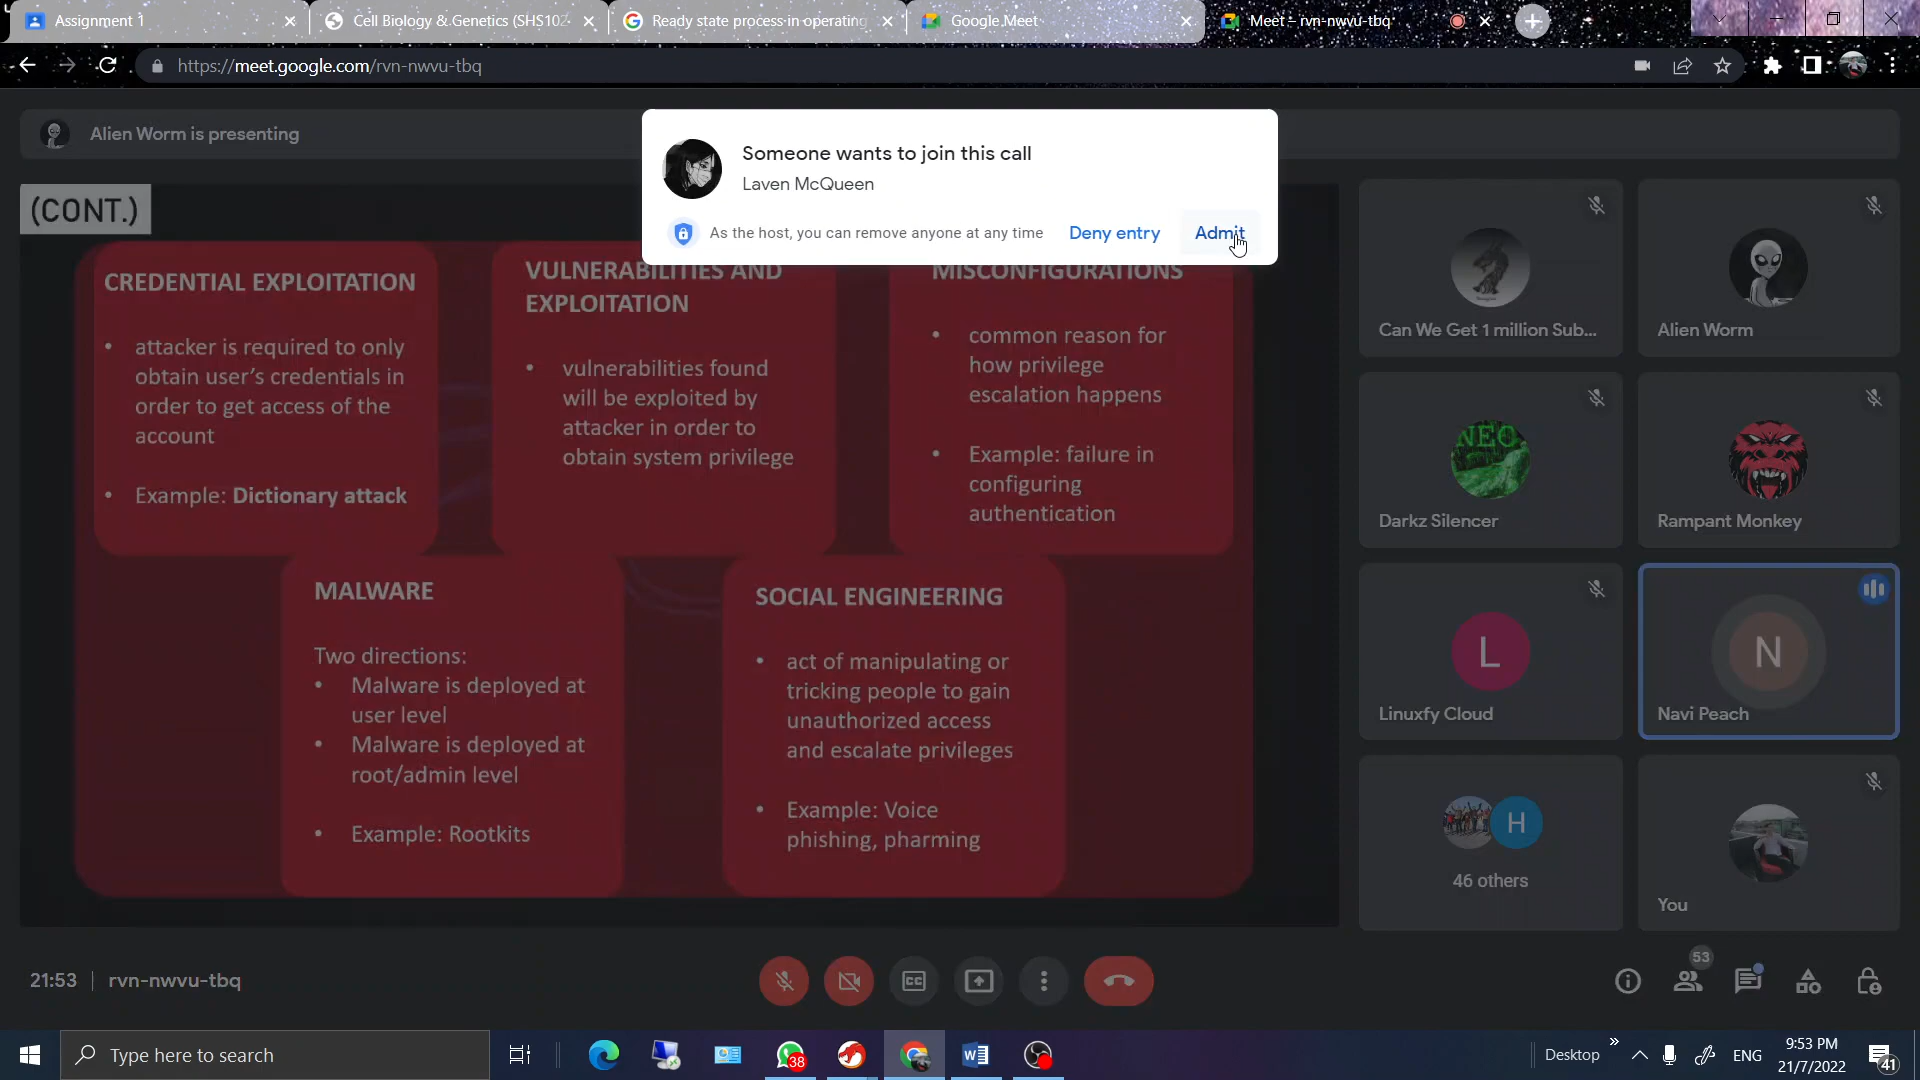 Assignment 1
Cell Biology & Genetics (SHS102
Ready state process in operating
Google Meet
Meet – rvn-nwvu-tbq
https://meet.google.com/rvn-nwvu-tbq
Alien Worm is presenting
Someone wants to join this call
Laven McQueen
As the host, you can remove anyone at any time
Deny entry
Admit
(CONT.)
CREDENTIAL EXPLOITATION
• attacker is required to only
obtain user's credentials in
order to get access of the
account
• Example: Dictionary attack
VULNERABILITIES AND
EXPLOITATION
• vulnerabilities found
will be exploited by
attacker in order to
obtain system privilege
MISCONFIGURATIONS
• common reason for
how privilege
escalation happens
• Example: failure in
configuring
authentication
MALWARE
Two directions:
• Malware is deployed at
user level
• Malware is deployed at
root/admin level
• Example: Rootkits
SOCIAL ENGINEERING
• act of manipulating or
tricking people to gain
unauthorized access
and escalate privileges
• Example: Voice
phishing, pharming
Can We Get 1 million Sub...
Alien Worm
NEO
Darkz Silencer
Rampant Monkey
L
Linuxfy Cloud
N
Navi Peach
H
46 others
You
21:53 | rvn-nwvu-tbq
CC
53
Type here to search
38
W
Desktop
»
ENG
9:53 PM
21/7/2022
41